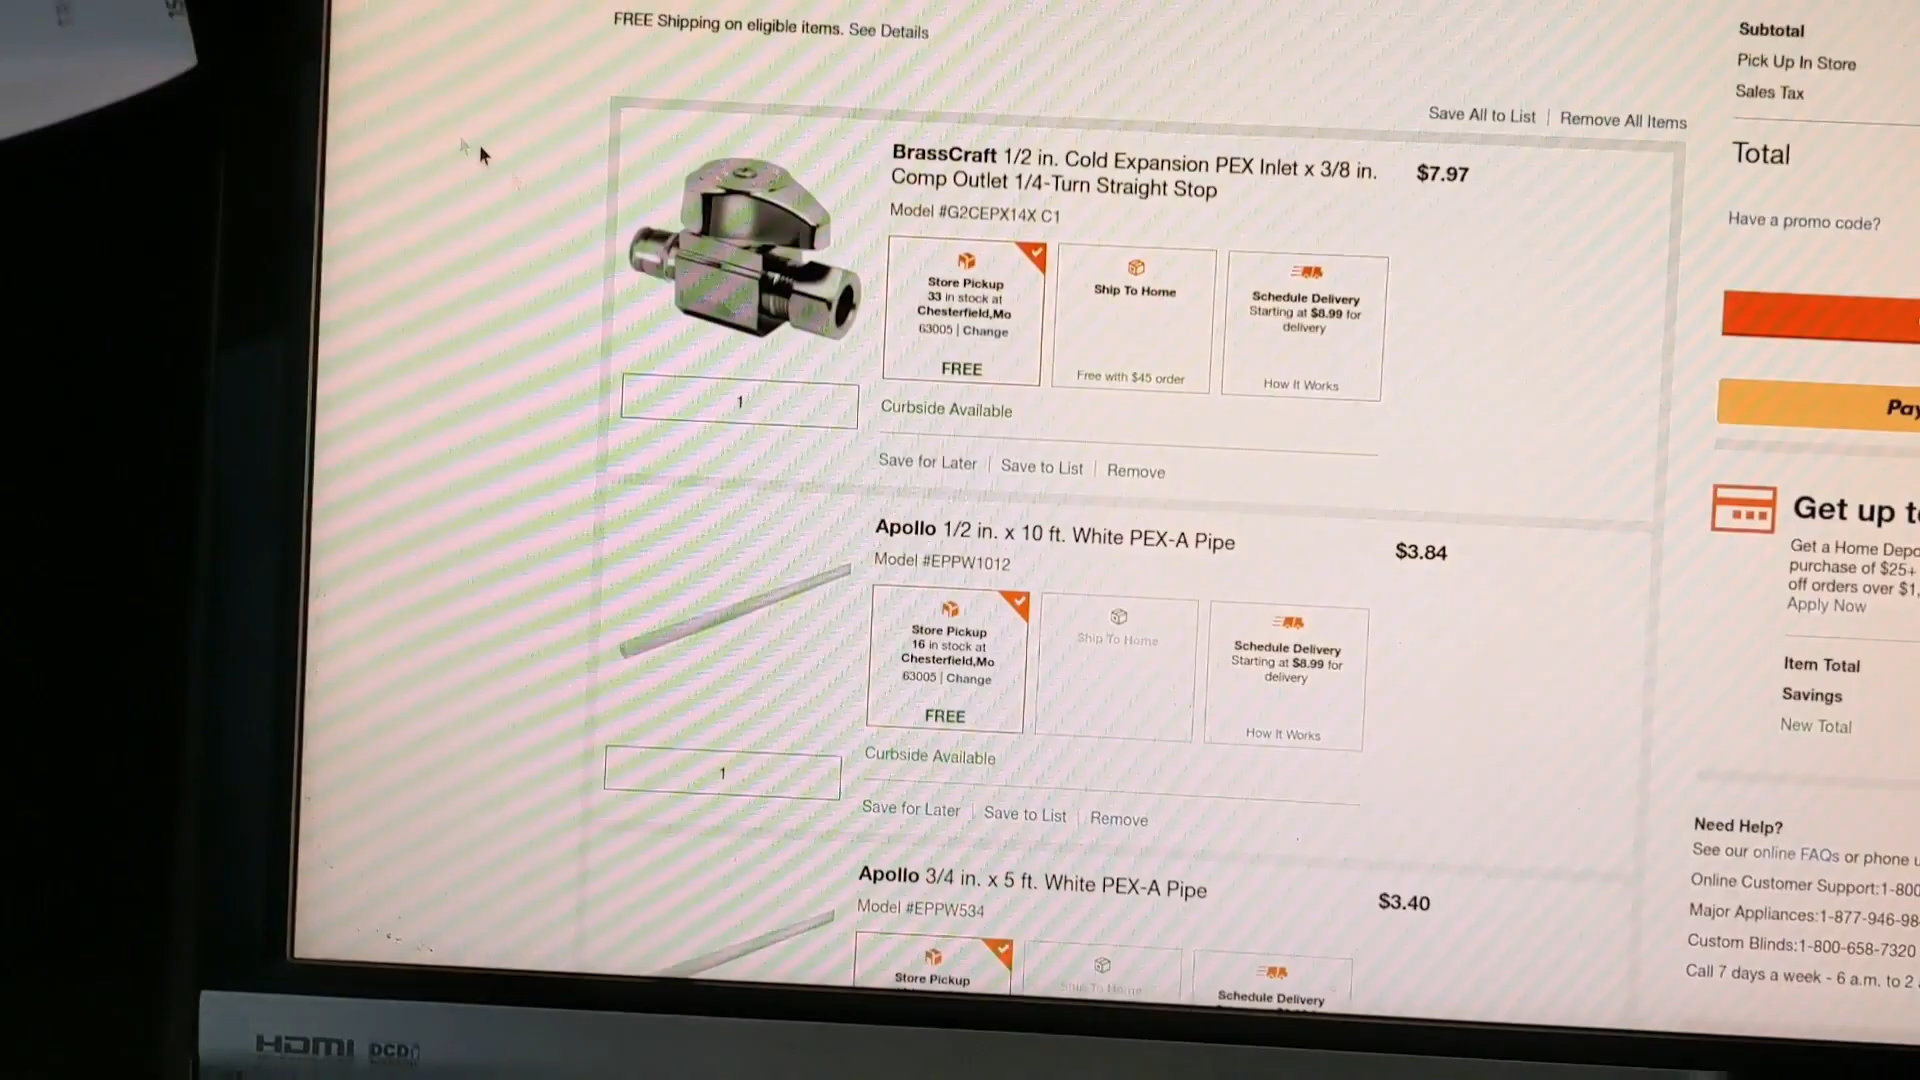 FREE Shipping on eligible items. See Details
Save All to List | Remove All Items
BrassCraft 1/2 in. Cold Expansion PEX Inlet x 3/8 in.
Comp Outlet 1/4-Turn Straight Stop
$7.97
Model #G2CEPX14X C1
Store Pickup
33 in stock at
Chesterfield,Mo
63005 | Change
FREE
Ship To Home
Free with $45 order
Schedule Delivery
Starting at $8.99 for
delivery
How It Works
1
Curbside Available
Save for Later | Save to List | Remove
Apollo 1/2 in. x 10 ft. White PEX-A Pipe
$3.84
Model #EPPW1012
Store Pickup
16 in stock at
Chesterfield,Mo
63005 | Change
FREE
Ship To Home
Schedule Delivery
Starting at $8.99 for
delivery
How It Works
1
Curbside Available
Save for Later | Save to List | Remove
Apollo 3/4 in. x 5 ft. White PEX-A Pipe
$3.40
Model #EPPW534
Store Pickup
Ship To Home
Schedule Delivery
Subtotal
Pick Up In Store
Sales Tax
Total
Have a promo code?
Pay
Get up
Get a Home
purchase of $25+
off orders over
Apply Now
Item Total
Savings
New Total
Need Help?
See our online FAQs or phone
Online Customer Support:1-800
Major Appliances:1-877-946-98
Custom Blinds:1-800-658-7320
Call 7 days a week - 6 a.m. to 2
HDMI DCDi